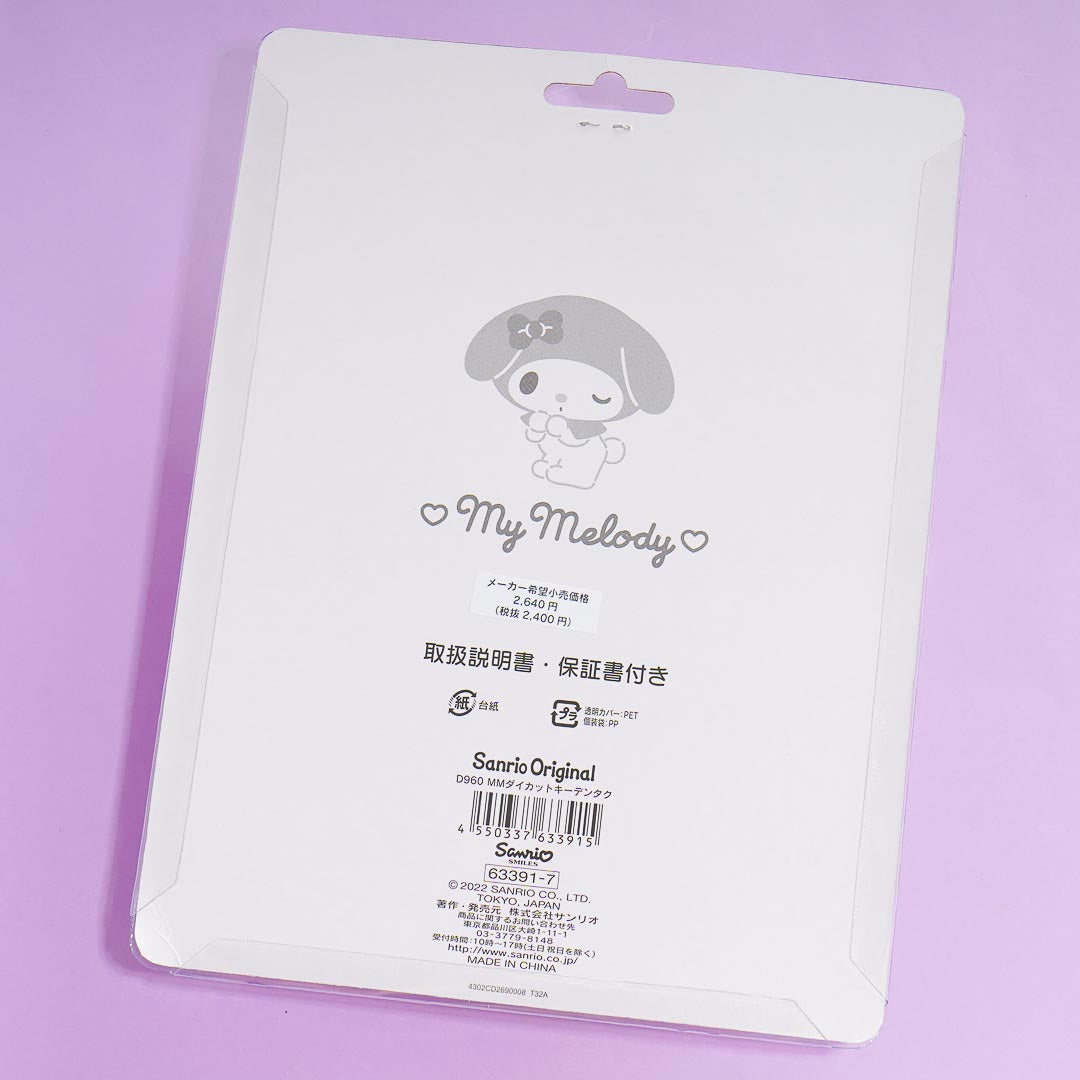 My Melody
メーカー希望小売価格
2,640円
(税抜 2,400円)
取扱説明書・保証書付き
紙 台紙
プラ 透明カバー:PET
個装袋:PP
Sanrio Original
D960 MMダイカットキーデンタク
4 550337 633915
Sanrio
SMILES
63391-7
© 2022 SANRIO CO., LTD.
TOKYO, JAPAN
著作・発売元 株式会社サンリオ
商品に関するお問い合わせ先
東京都品川区大崎1-11-1
03-3779-8148
受付時間:10時~17時(土日祝日を除く)
http://www.sanrio.co.jp/
MADE IN CHINA
4302CD2690008 T32A